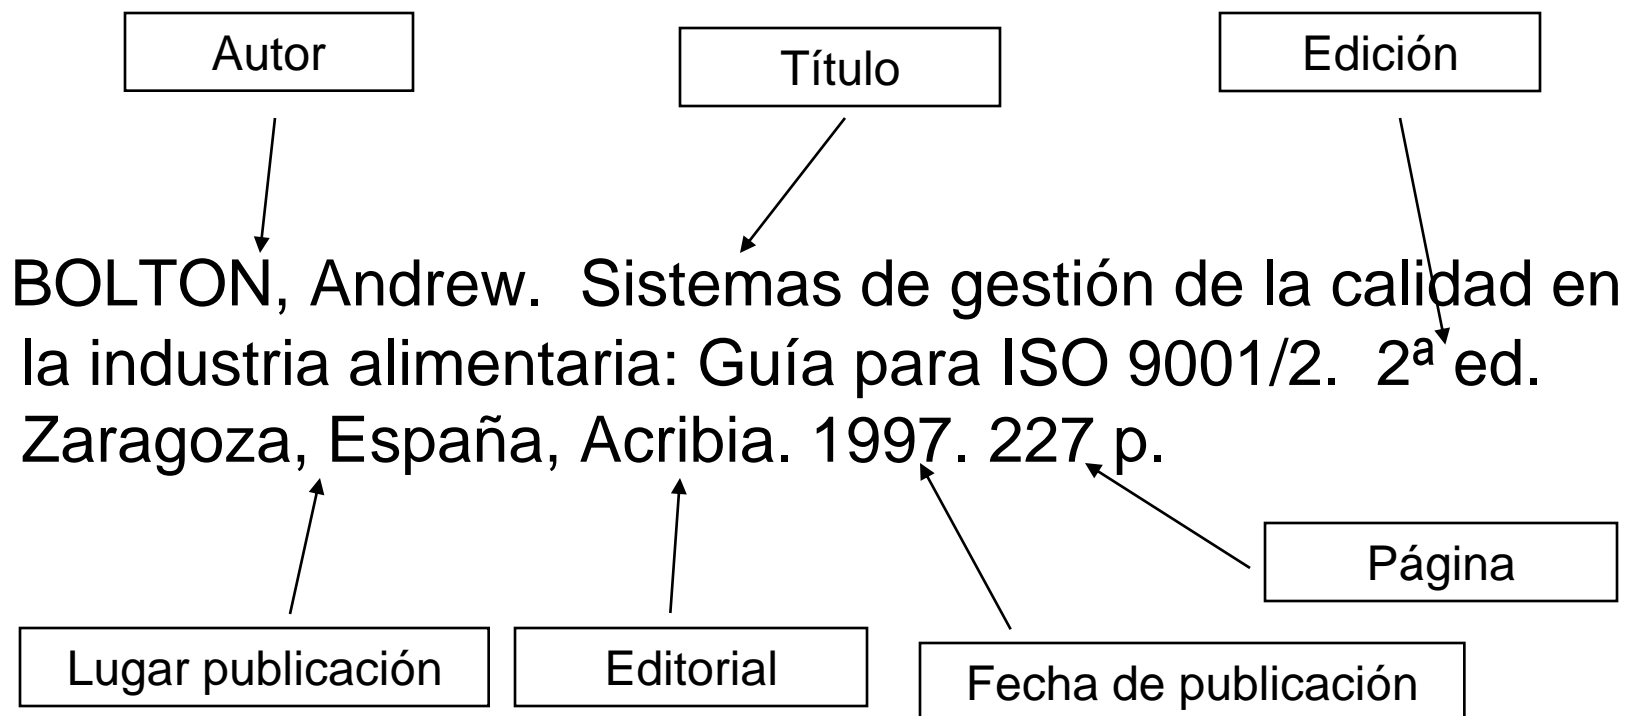 Autor
Título
Edición
BOLTON, Andrew.  Sistemas de gestión de la calidad en
la industria alimentaria: Guía para ISO 9001/2.  2ª ed.
Zaragoza, España, Acribia. 1997. 227 p.
Página
Lugar publicación
Editorial
Fecha de publicación